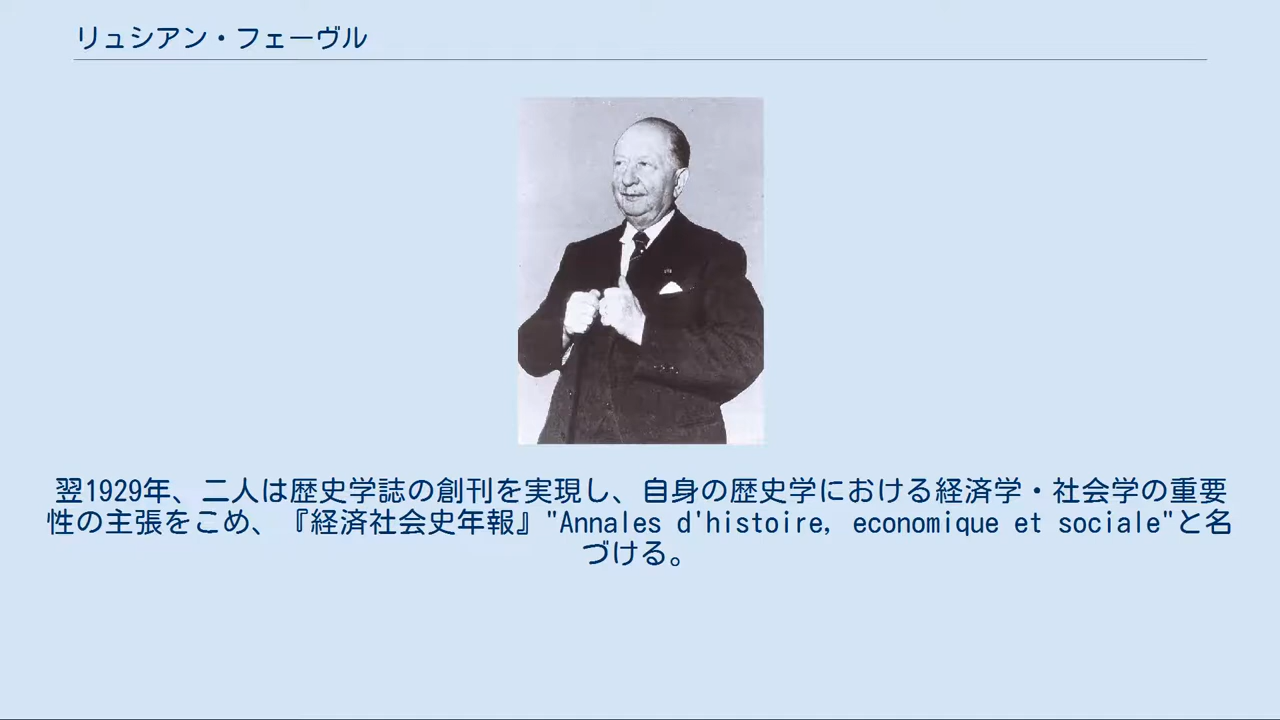 リュシアン・フェーヴル
翌1929年、二人は歴史学誌の創刊を実現し、自身の歴史学における経済学・社会学の重要
性の主張をこめ、『経済社会史年報』"Annales d'histoire, economique et sociale"と名
づける。